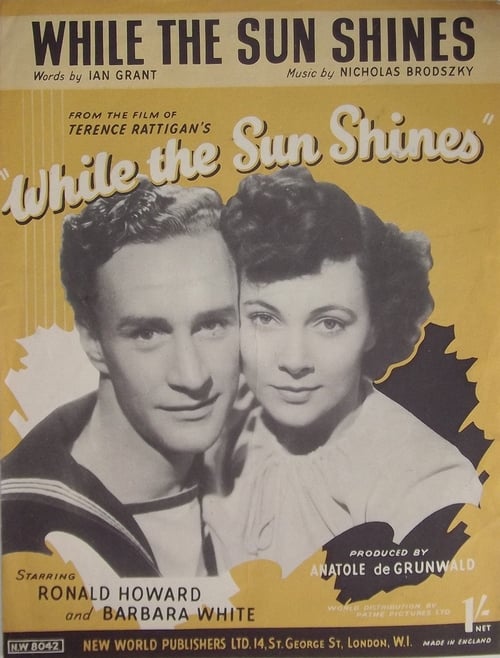 WHILE THE SUN SHINES
Words by IAN GRANT
Music by NICHOLAS BRODSZKY
FROM THE FILM OF
TERENCE RATTIGAN'S
"While the Sun Shines"
PRODUCED BY
ANATOLE de GRUNWALD
STARRING
RONALD HOWARD
and BARBARA WHITE
WORLD DISTRIBUTION BY
PATHE PICTURES LTD
1/-
NET
N.W 8042
NEW WORLD PUBLISHERS LTD. 14, ST. GEORGE ST, LONDON, W.I.
MADE IN ENGLAND